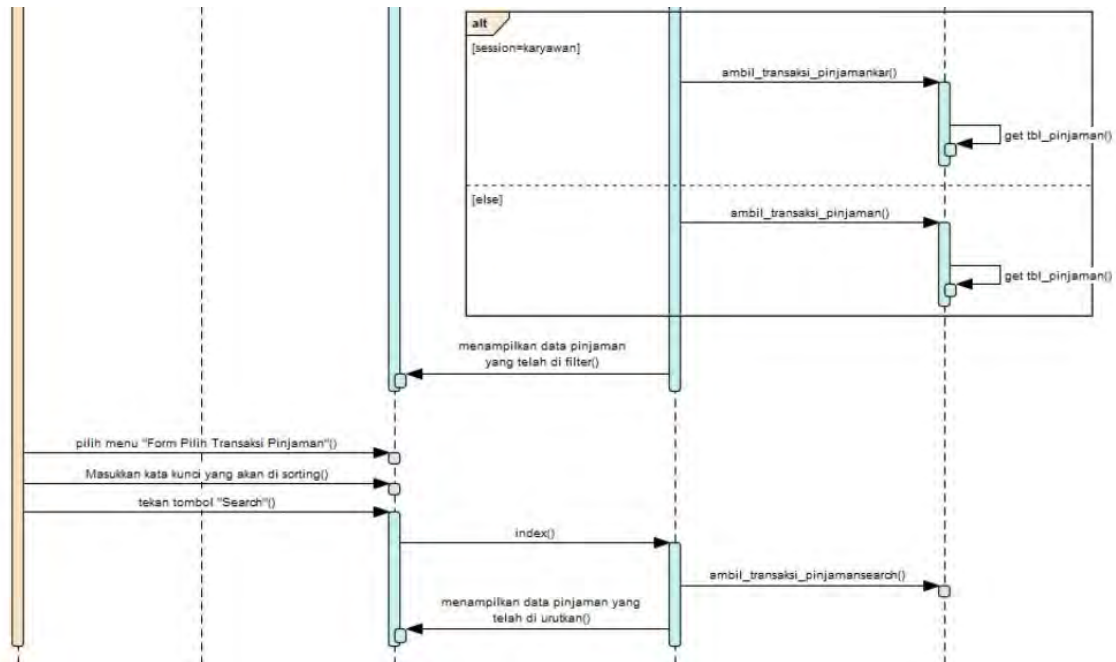 alt
[session=karyawan]
ambil_transaksi_pinjamankar()
get tbl_pinjaman()
[else]
ambil_transaksi_pinjaman()
get tbl_pinjaman()
menampilkan data pinjaman
yang telah di filter()
pilih menu "Form Pilih Transaksi Pinjaman"()
Masukkan kata kunci yang akan di sorting()
tekan tombol "Search"()
index()
ambil_transaksi_pinjamansearch()
menampilkan data pinjaman yang
telah di urutkan()